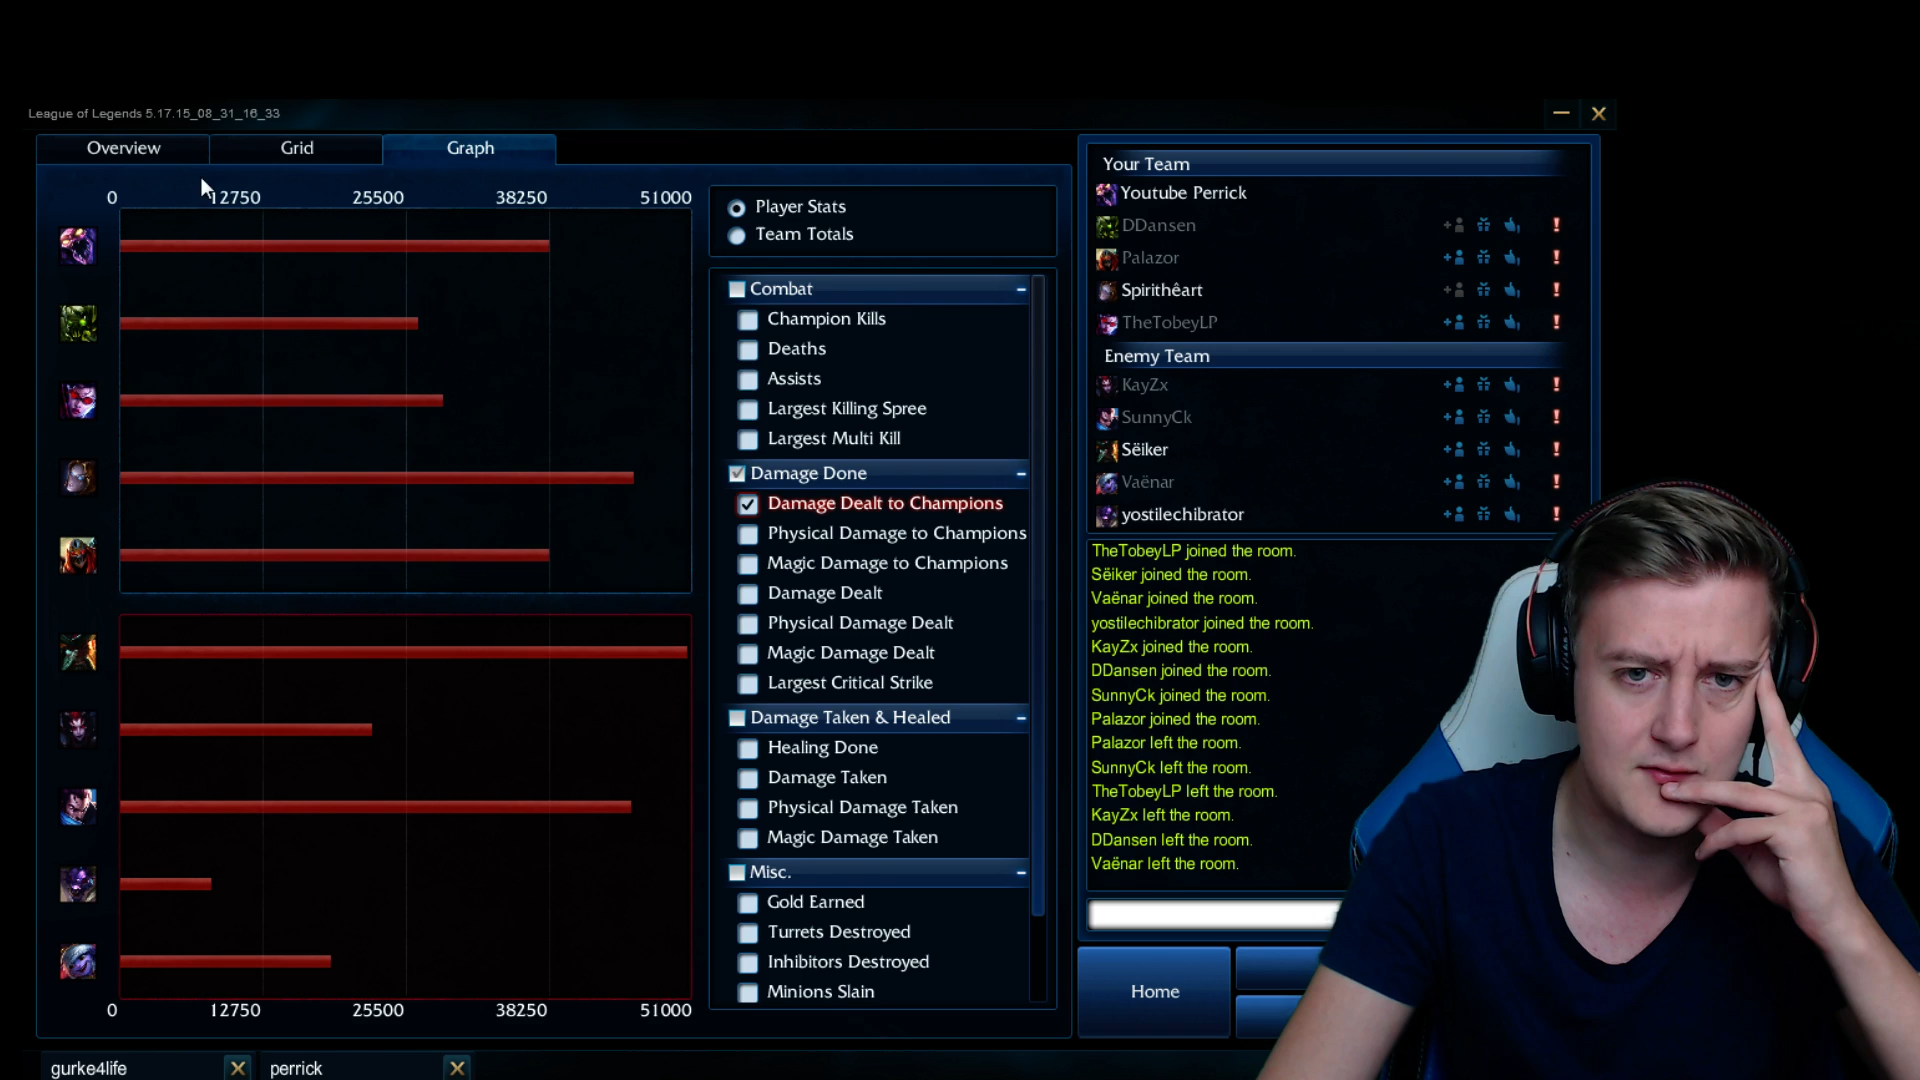 League of Legends 5.17.15_08_31_16_33
Overview
Grid
Graph
0 12750 25500 38250 51000
0 12750 25500 38250 51000
Player Stats
Team Totals
Combat
Champion Kills
Deaths
Assists
Largest Killing Spree
Largest Multi Kill
Damage Done
Damage Dealt to Champions
Physical Damage to Champions
Magic Damage to Champions
Damage Dealt
Physical Damage Dealt
Magic Damage Dealt
Largest Critical Strike
Damage Taken & Healed
Healing Done
Damage Taken
Physical Damage Taken
Magic Damage Taken
Misc.
Gold Earned
Turrets Destroyed
Inhibitors Destroyed
Minions Slain
Your Team
Youtube Perrick
DDansen
Palazor
Spirithêart
TheTobeyLP
Enemy Team
KayZx
SunnyCk
Sëiker
Vaënar
yostilechibrator
TheTobeyLP joined the room.
Sëiker joined the room.
Vaënar joined the room.
yostilechibrator joined the room.
KayZx joined the room.
DDansen joined the room.
SunnyCk joined the room.
Palazor joined the room.
Palazor left the room.
SunnyCk left the room.
TheTobeyLP left the room.
KayZx left the room.
DDansen left the room.
Vaënar left the room.
Home
gurke4life
perrick